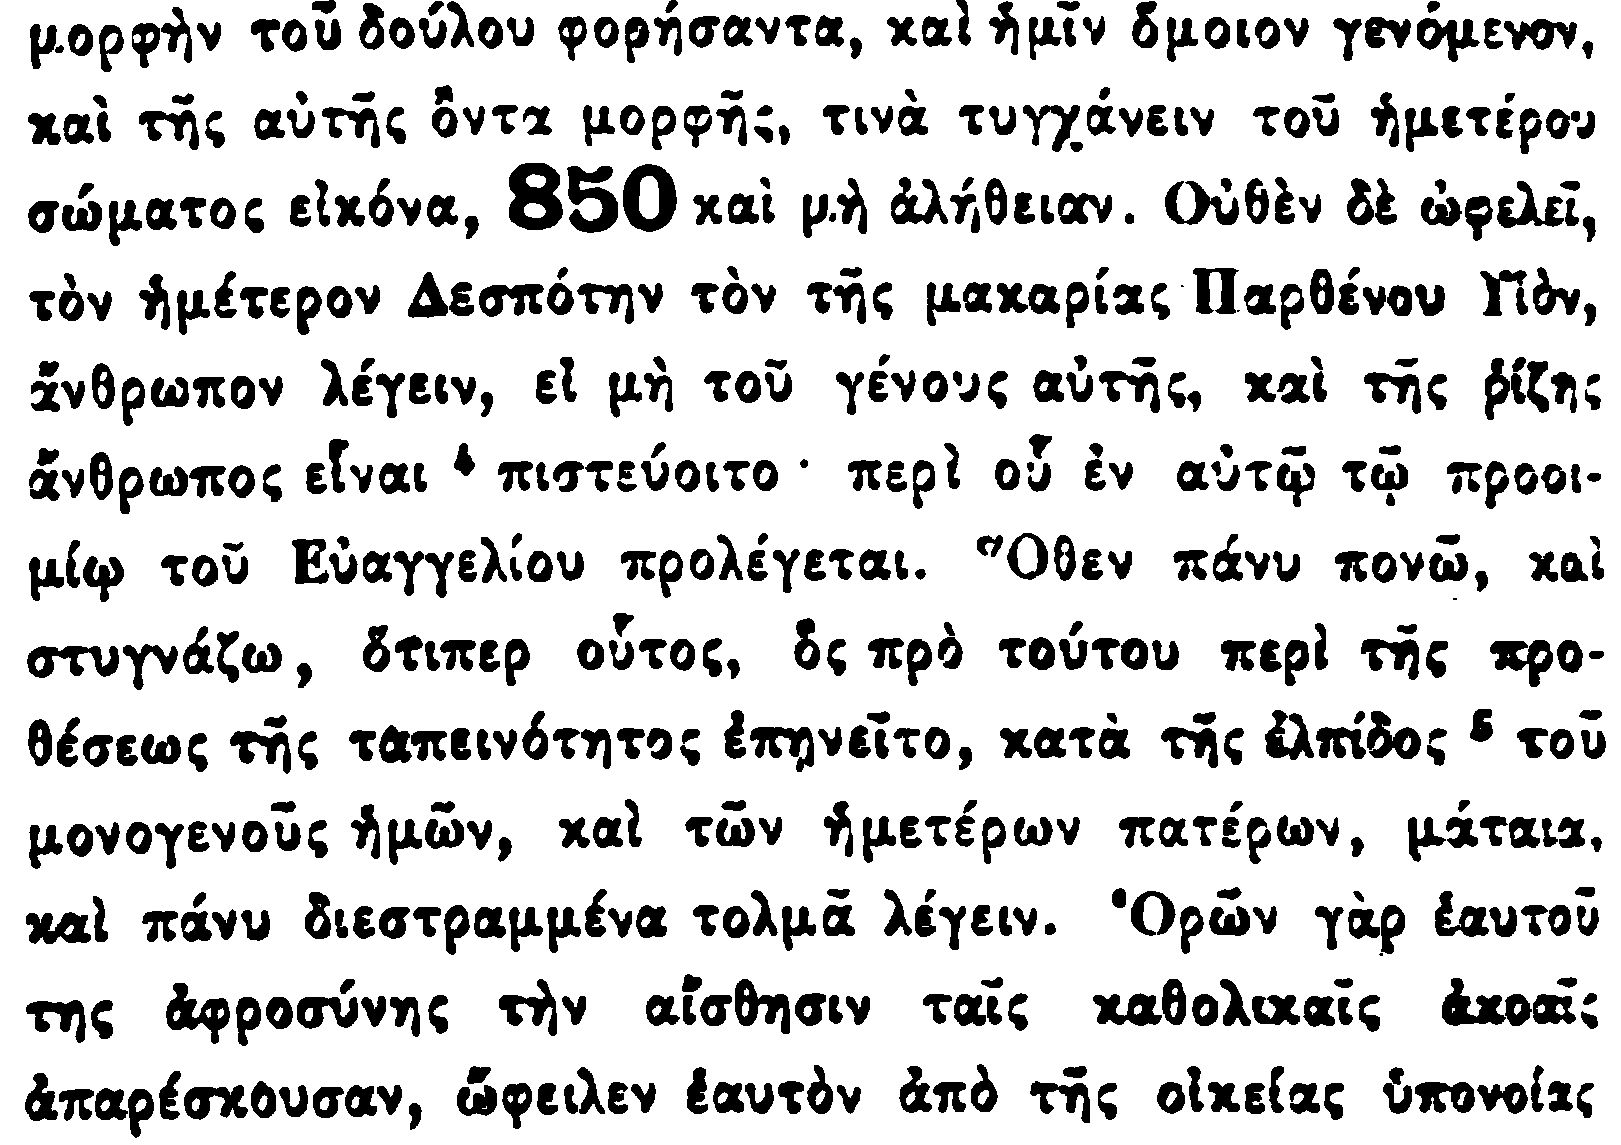 μορφὴν τοῦ δούλου φορήσαντα, καὶ ἡμῖν ὅμοιον γενόμενον,
καὶ τῆς αὐτῆς ὄντα μορφῆς, τινὰ τυγχάνειν τοῦ ἡμετέρου
σώματος εἰκόνα, 850 καὶ μὴ ἀλήθειαν. Οὐθὲν δὲ ὠφελεῖ,
τὸν ἡμέτερον Δεσπότην τὸν τῆς μακαρίας Παρθένου Υἱὸν,
ἄνθρωπον λέγειν, εἰ μὴ τοῦ γένους αὐτῆς, καὶ τῆς ῥίζης
ἄνθρωπος εἶναι ⁴ πιστεύοιτο · περὶ οὗ ἐν αὐτῷ τῷ προοι-
μίῳ τοῦ Εὐαγγελίου προλέγεται. Ὅθεν πάνυ πονῶ, καὶ
στυγνάζω, ὅτιπερ οὗτος, ὃς πρὸ τούτου περὶ τῆς προ-
θέσεως τῆς ταπεινότητος ἐπῃνεῖτο, κατὰ τῆς ἐλπίδος ⁵ τοῦ
μονογενοῦς ἡμῶν, καὶ τῶν ἡμετέρων πατέρων, μάταια,
καὶ πάνυ διεστραμμένα τολμᾷ λέγειν. Ὁρῶν γὰρ ἑαυτοῦ
της ἀφροσύνης τὴν αἴσθησιν ταῖς καθολικαῖς ἀκοαῖς
ἀπαρέσκουσαν, ὤφειλεν ἑαυτὸν ἀπὸ τῆς οἰκείας ὑπονοίας